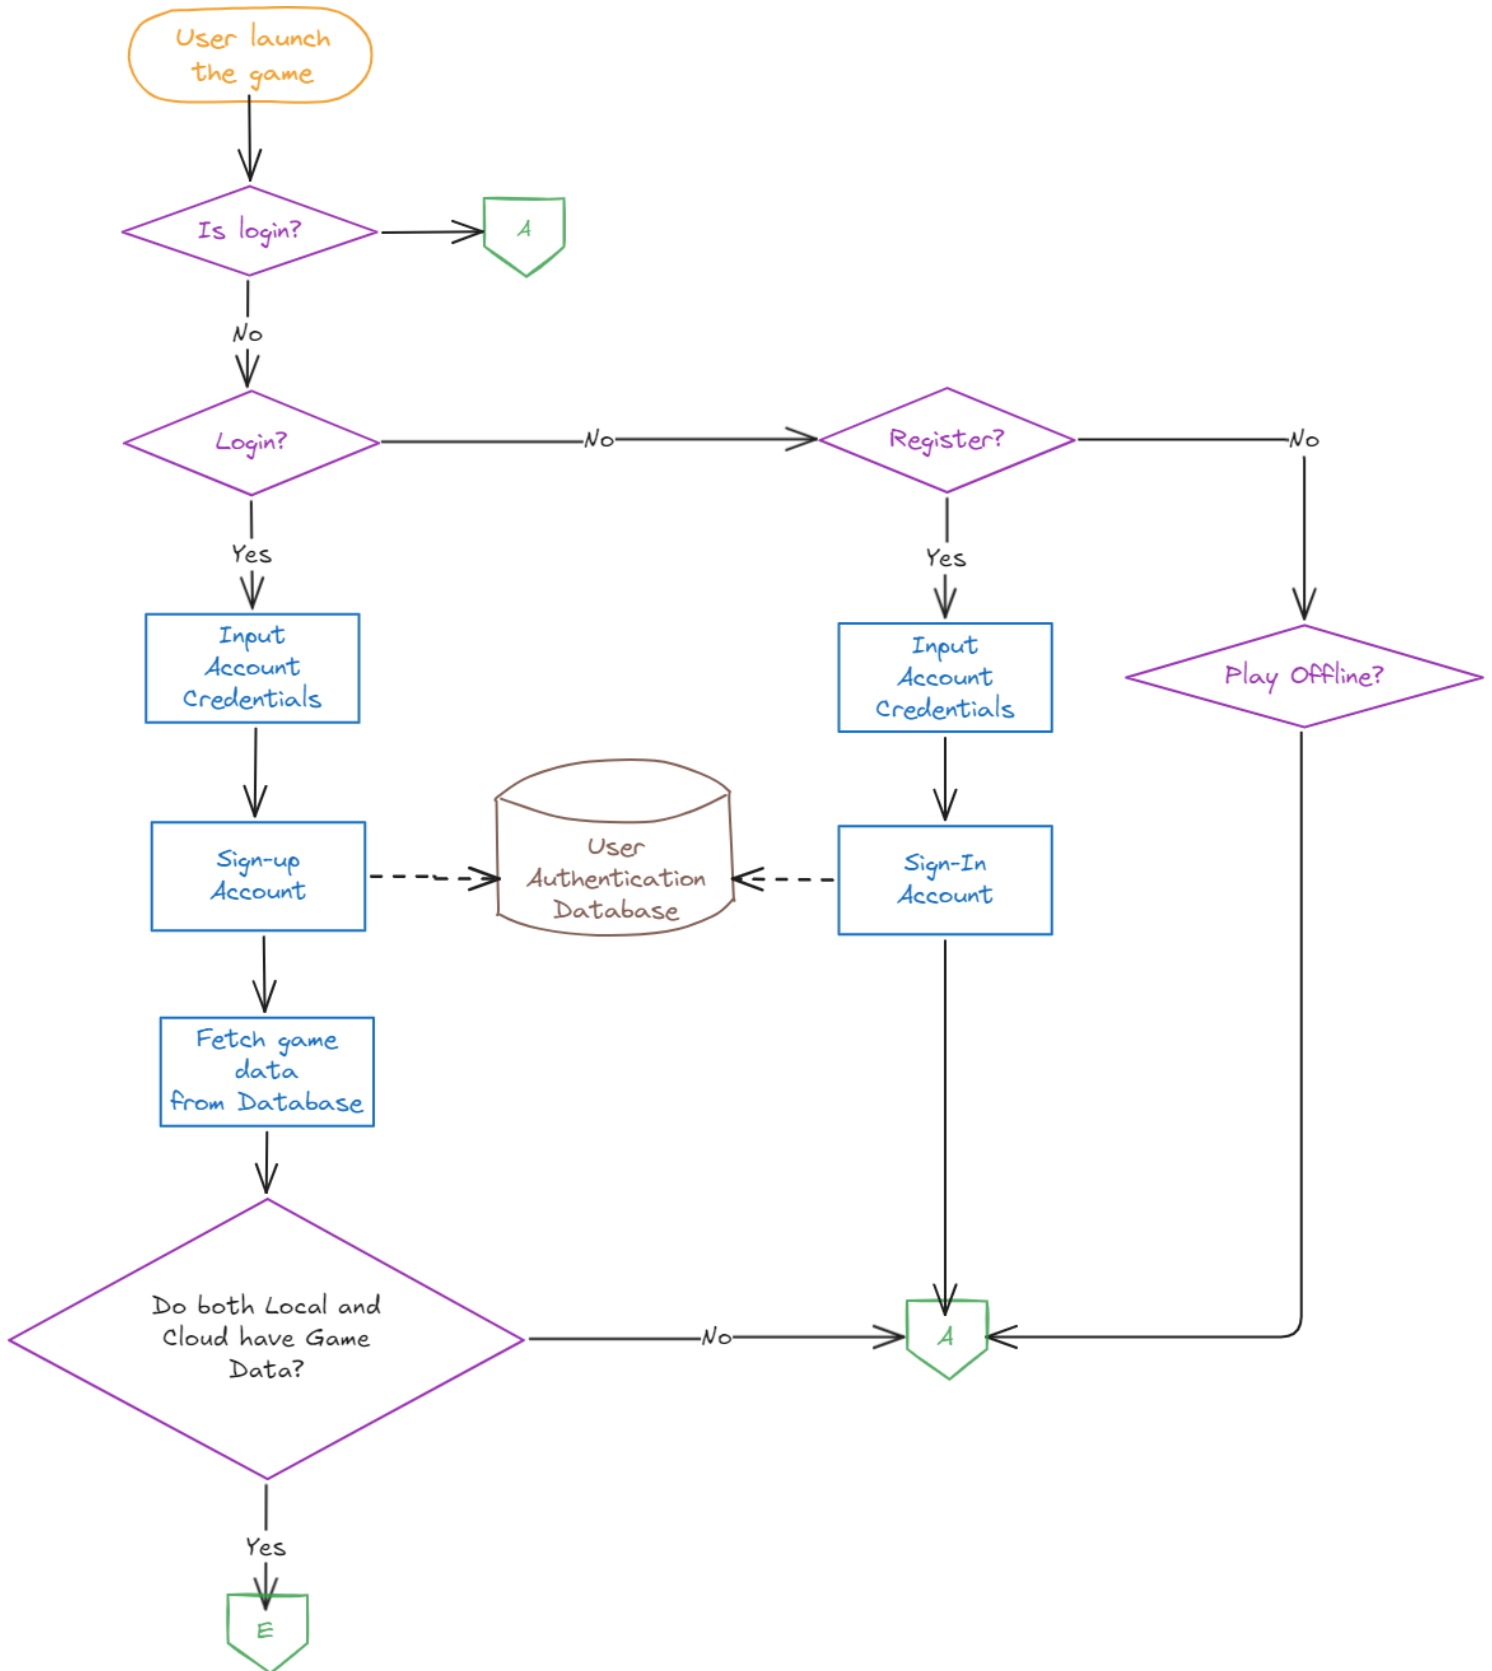 User launch
the game
Is login?
A
No
Login?
No
Register?
No
Yes
Yes
Input
Account
Credentials
Input
Account
Credentials
Play Offline?
Sign-up
Account
User
Authentication
Database
Sign-In
Account
Fetch game
data
from Database
Do both Local and
Cloud have Game
Data?
No
A
Yes
E